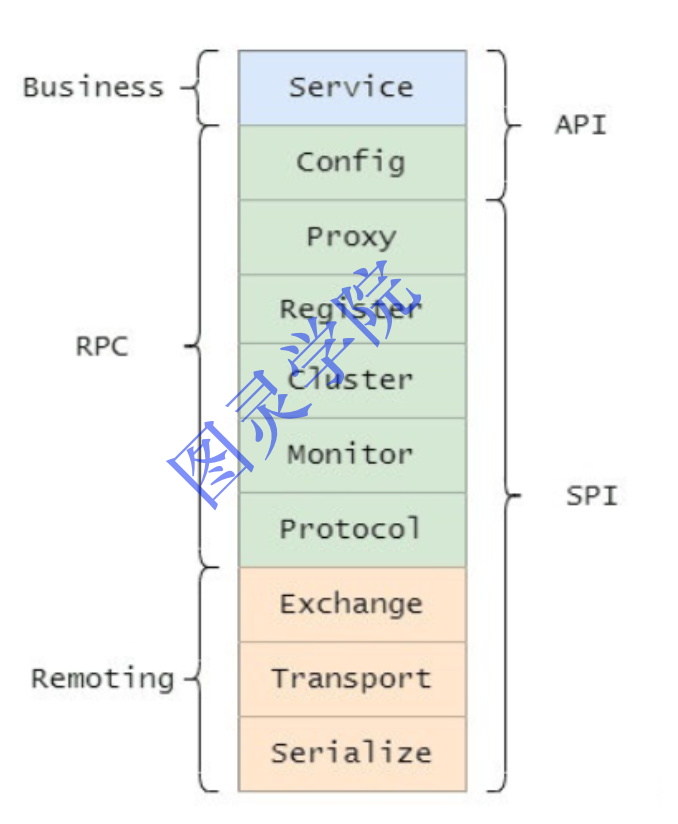 Business
Service
API
Config
Proxy
Register
RPC
Cluster
Monitor
SPI
Protocol
Exchange
Remoting
Transport
Serialize
图灵学院